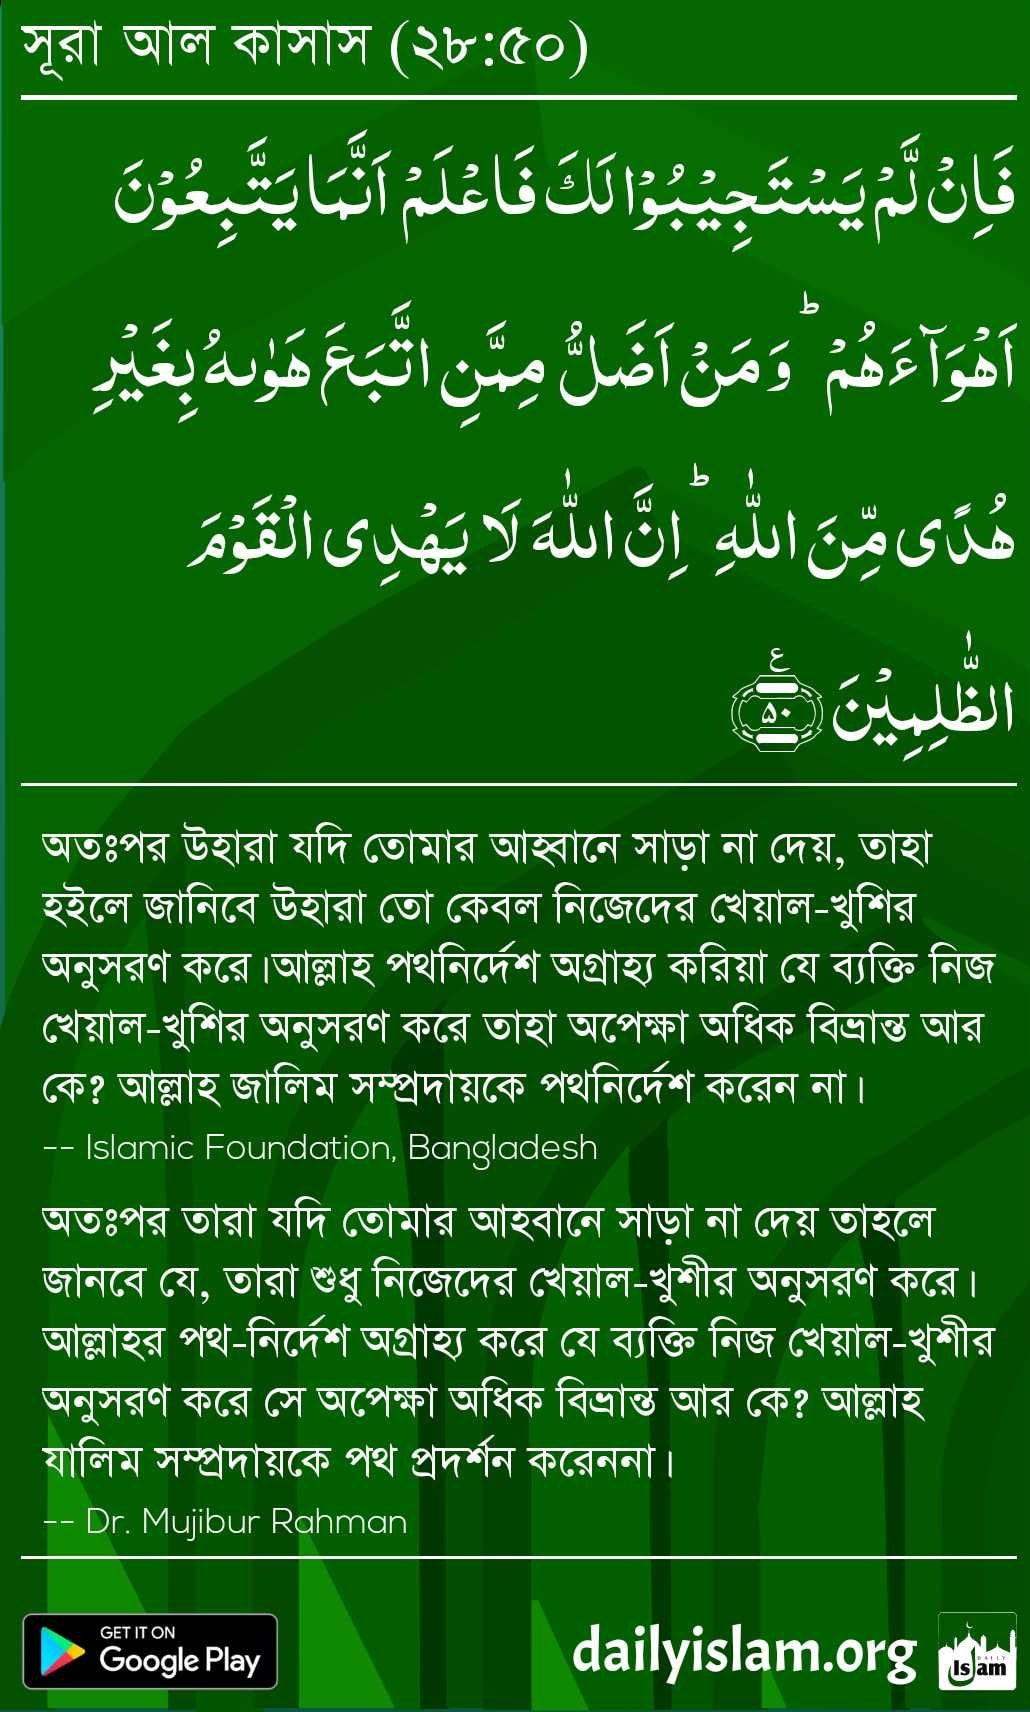 সূরা আল কাসাস (২৮:৫০)
فَاِنْ لَّمْ يَسْتَجِيْبُوْا لَكَ فَاعْلَمْ اَنَّمَا يَتَّبِعُوْنَ
اَهْوَآءَهُمْ ؕ وَمَنْ اَضَلُّ مِمَّنِ اتَّبَعَ هَوٰٮهُ بِغَيْرِ
هُدًى مِّنَ اللّٰهِ ؕ اِنَّ اللّٰهَ لَا يَهْدِى الْقَوْمَ
الظّٰلِمِيْنَ ۵۰ ع
অতঃপর উহারা যদি তোমার আহ্বানে সাড়া না দেয়, তাহা
হইলে জানিবে উহারা তো কেবল নিজেদের খেয়াল-খুশির
অনুসরণ করে।আল্লাহ পথনির্দেশ অগ্রাহ্য করিয়া যে ব্যক্তি নিজ
খেয়াল-খুশির অনুসরণ করে তাহা অপেক্ষা অধিক বিভ্রান্ত আর
কে? আল্লাহ জালিম সম্প্রদায়কে পথনির্দেশ করেন না।
-- Islamic Foundation, Bangladesh
অতঃপর তারা যদি তোমার আহবানে সাড়া না দেয় তাহলে
জানবে যে, তারা শুধু নিজেদের খেয়াল-খুশীর অনুসরণ করে।
আল্লাহর পথ-নির্দেশ অগ্রাহ্য করে যে ব্যক্তি নিজ খেয়াল-খুশীর
অনুসরণ করে সে অপেক্ষা অধিক বিভ্রান্ত আর কে? আল্লাহ
যালিম সম্প্রদায়কে পথ প্রদর্শন করেননা।
-- Dr. Mujibur Rahman
GET IT ON
Google Play
dailyislam.org
DAILY
Islam